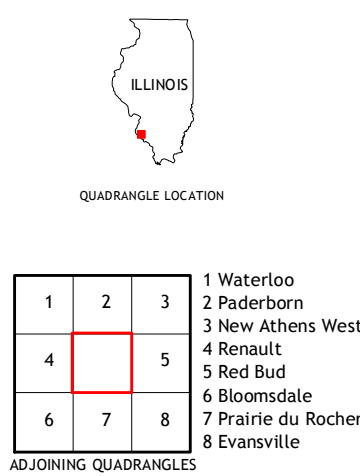 ILLINOIS
QUADRANGLE LOCATION
1 2 3
4 5
6 7 8
1 Waterloo
2 Paderborn
3 New Athens West
4 Renault
5 Red Bud
6 Bloomsdale
7 Prairie du Rocher
8 Evansville
ADJOINING QUADRANGLES